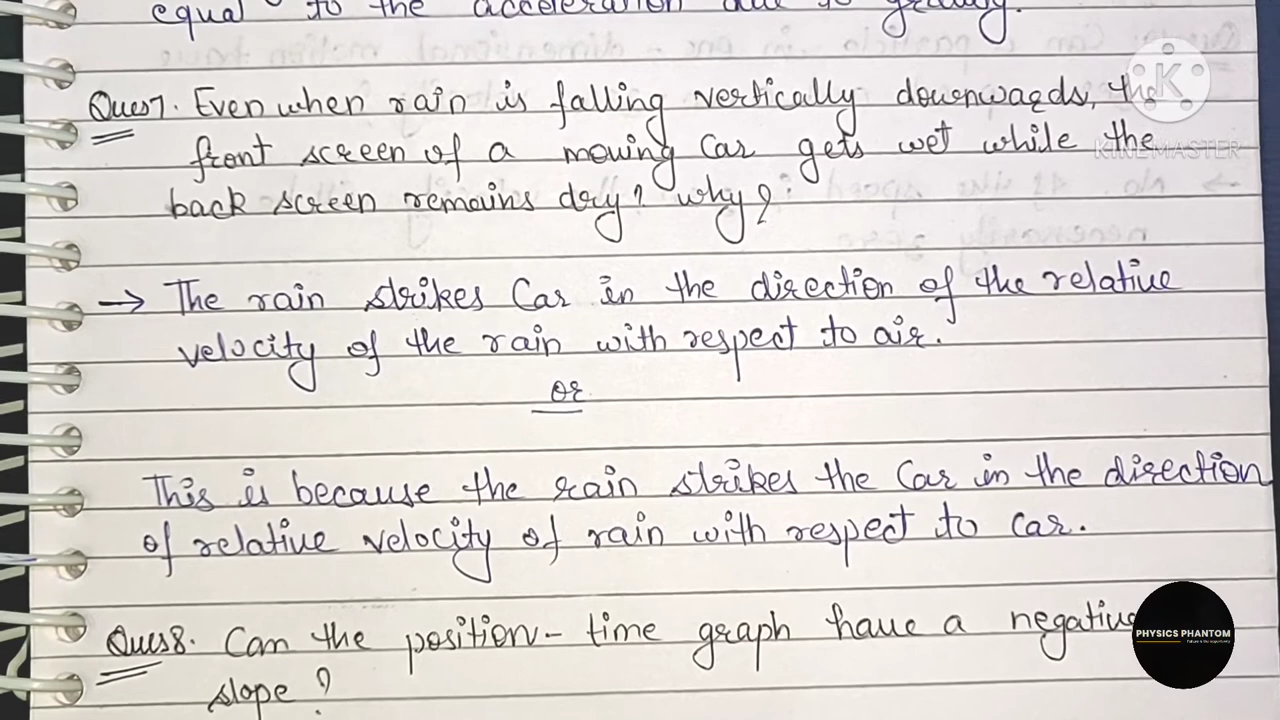 equal to the acceleration due to gravity.
Ques7. Even when rain is falling vertically downwards, the
front screen of a moving Car gets wet while the
back screen remains dry? why?
→ The rain strikes Car in the direction of the relative
velocity of the rain with respect to air.
or
This is because the rain strikes the Car in the direction
of relative velocity of rain with respect to Car.
Ques8. Can the position-time graph have a negative
slope?
K
KINEMASTER
PHYSICS PHANTOM